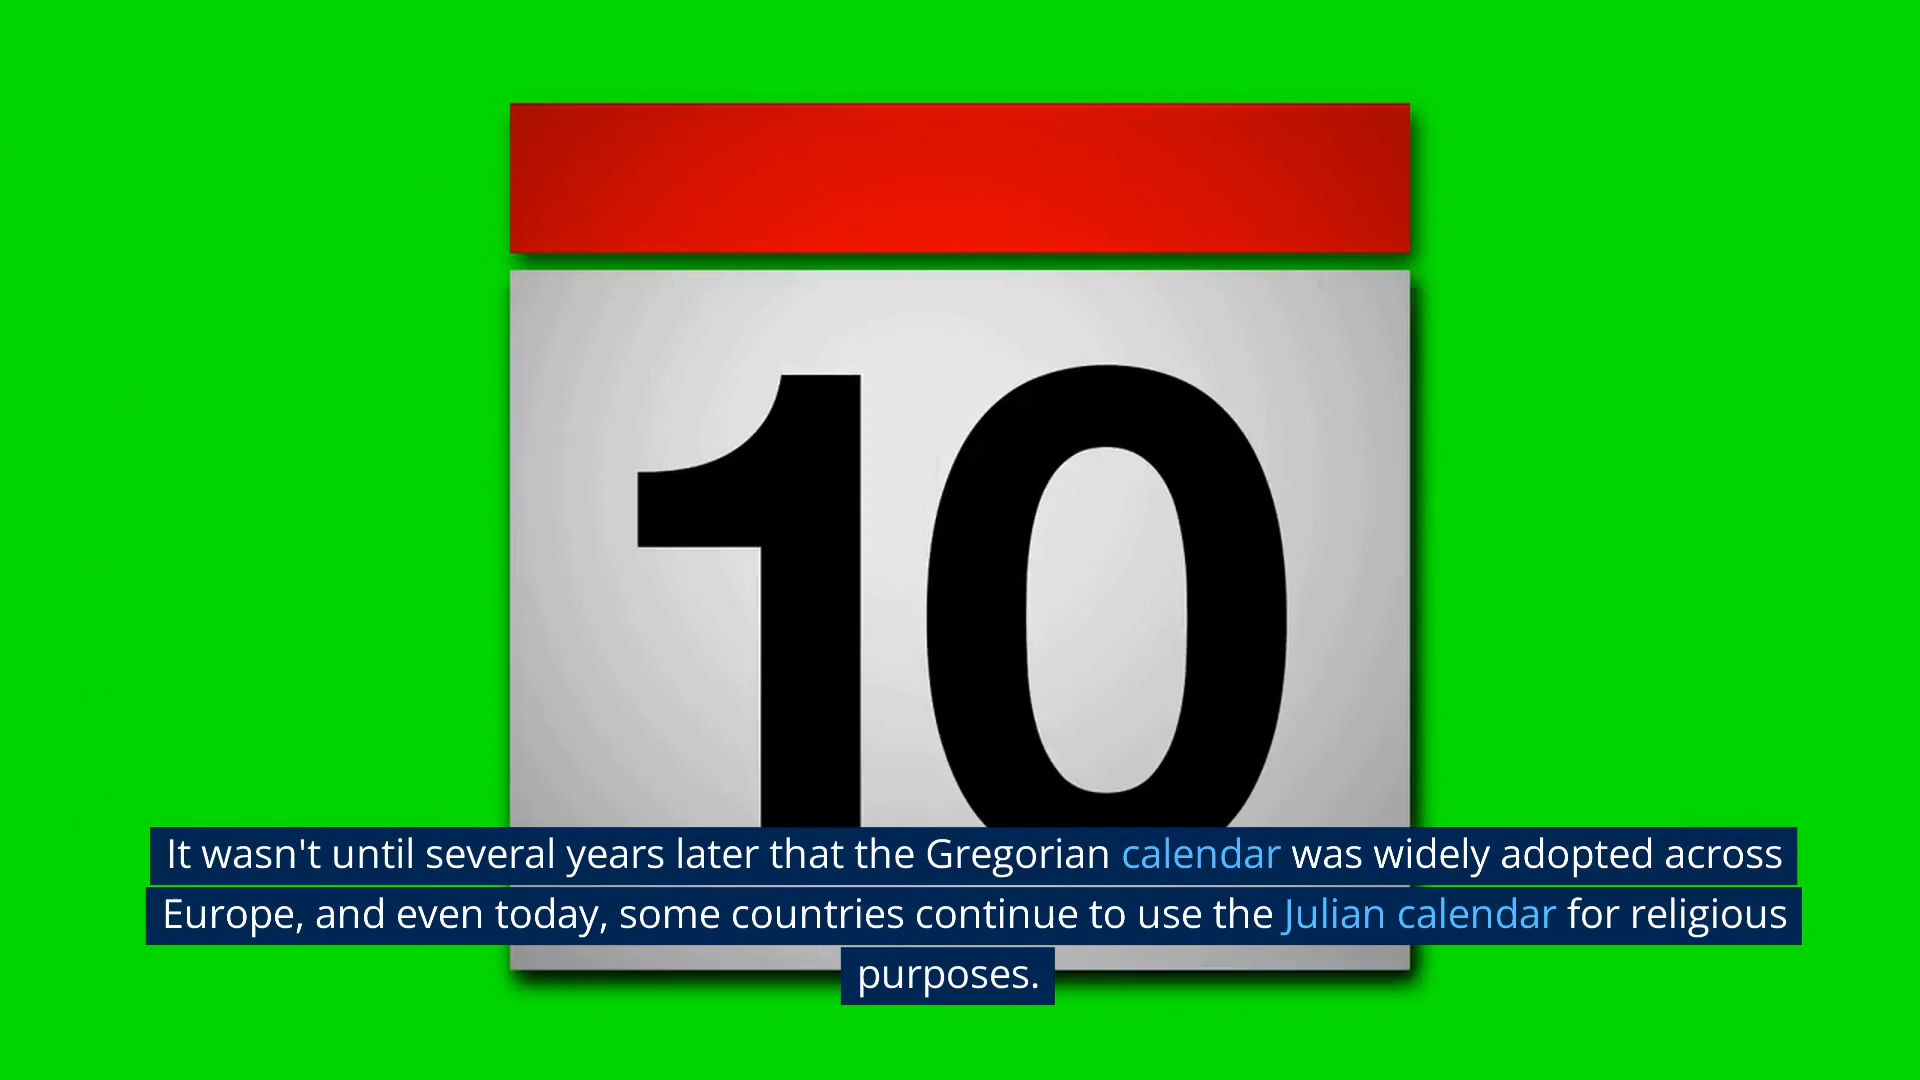 10
It wasn't until several years later that the Gregorian calendar was widely adopted across
Europe, and even today, some countries continue to use the Julian calendar for religious
purposes.